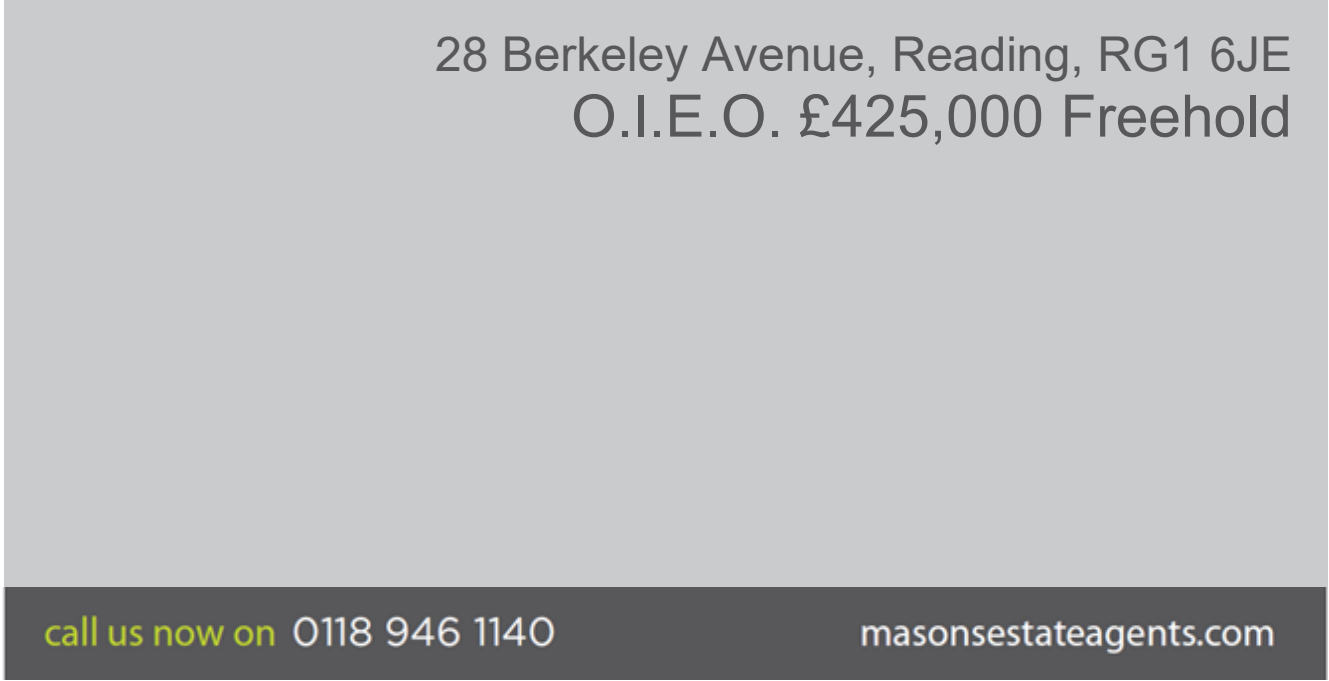 28 Berkeley Avenue, Reading, RG1 6JE
O.I.E.O. £425,000 Freehold
call us now on 0118 946 1140
masonsestateagents.com